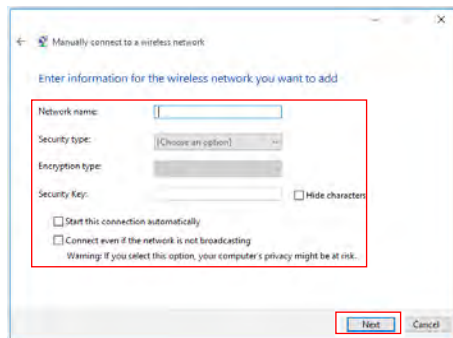 Manually connect to a wireless network
Enter information for the wireless network you want to add
Network name:
Security type: [Choose an option]
Encryption type:
Security Key: Hide characters
Start this connection automatically
Connect even if the network is not broadcasting
Warning: If you select this option, your computer's privacy might be at risk.
Next Cancel